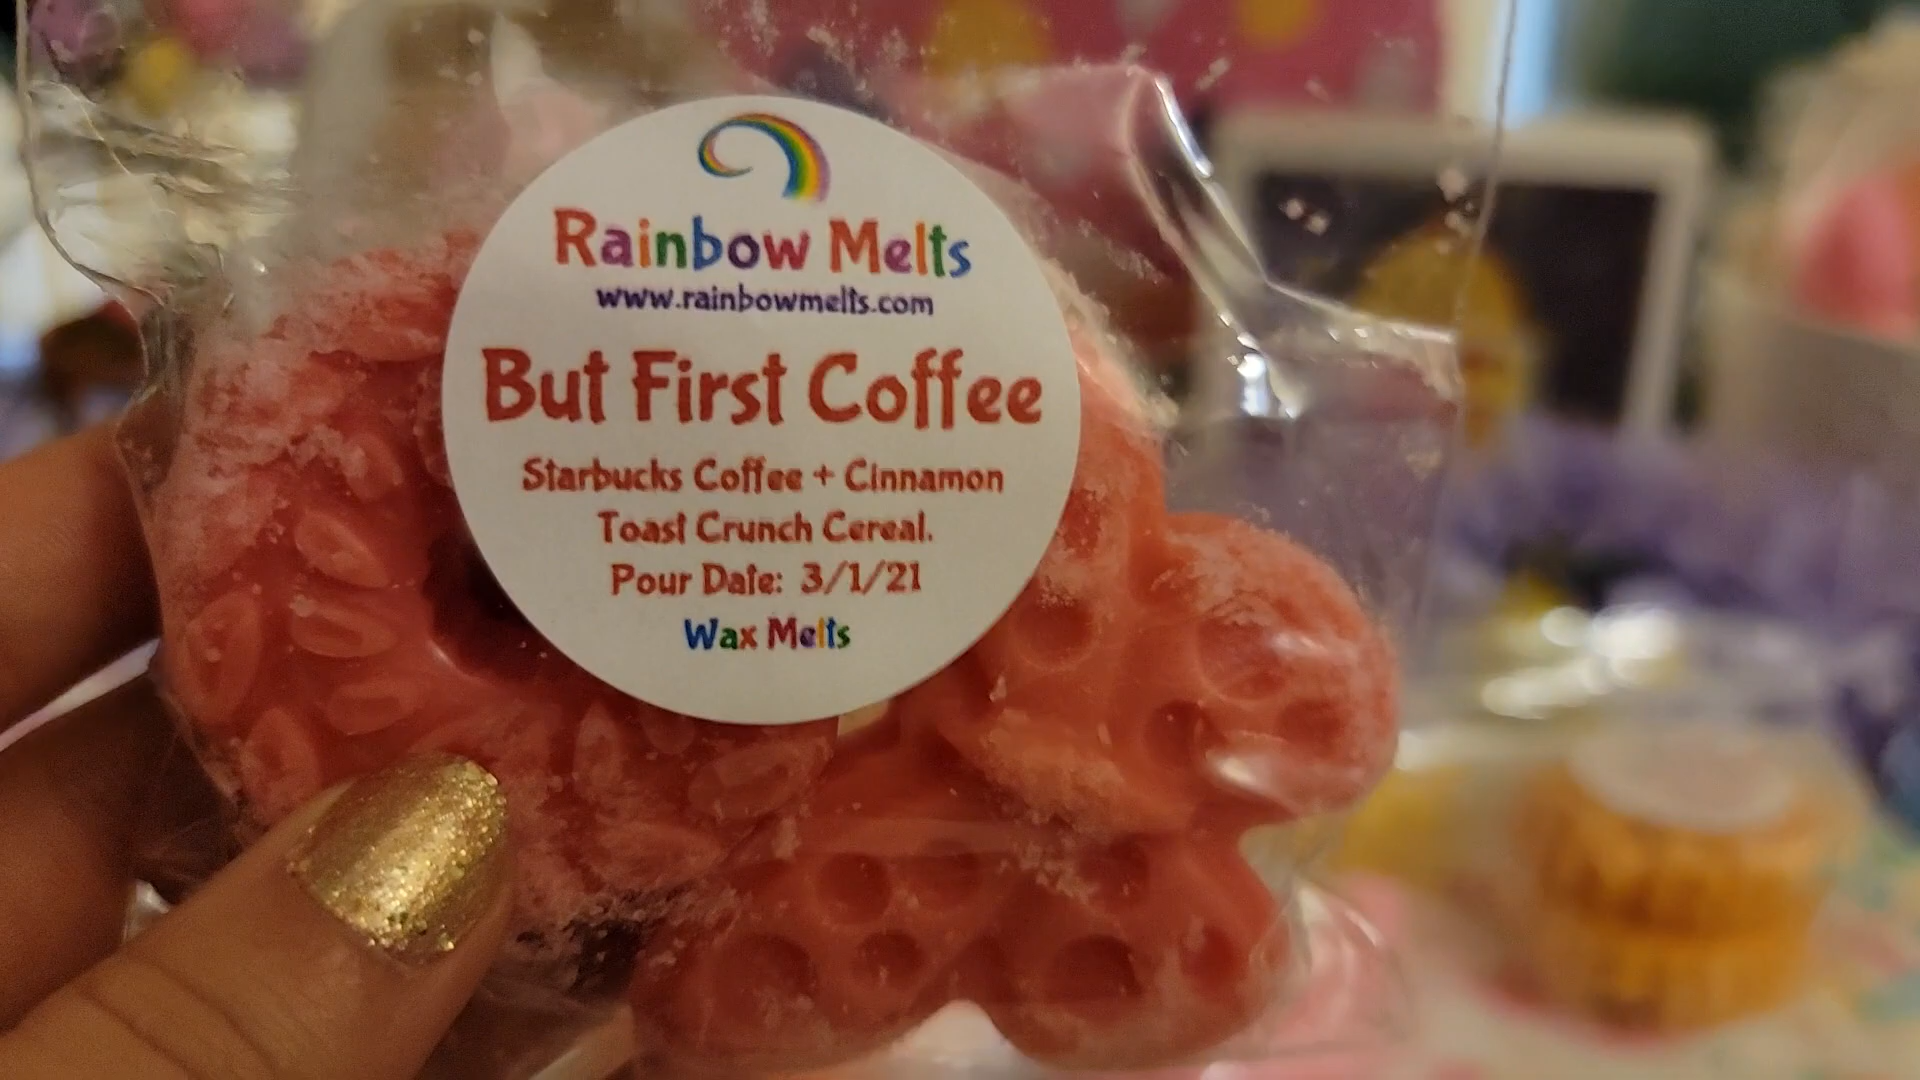 Rainbow Melts
www.rainbowmelts.com
But First Coffee
Starbucks Coffee + Cinnamon
Toast Crunch Cereal.
Pour Date: 3/1/21
Wax Melts